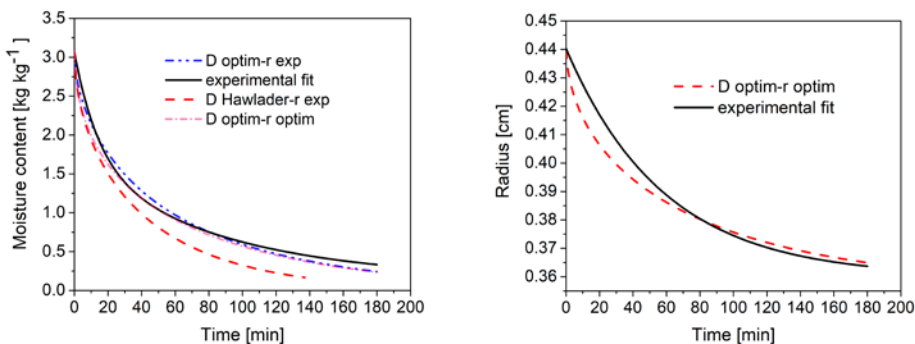 3.5
3.0
2.5
2.0
1.5
1.0
0.5
0.0
Moisture content [kg kg⁻¹]
D optim-r exp
experimental fit
D Hawlader-r exp
D optim-r optim
0 20 40 60 80 100 120 140 160 180 200
Time [min]
0.45
0.44
0.43
0.42
0.41
0.40
0.39
0.38
0.37
0.36
Radius [cm]
D optim-r optim
experimental fit
0 20 40 60 80 100 120 140 160 180 200
Time [min]